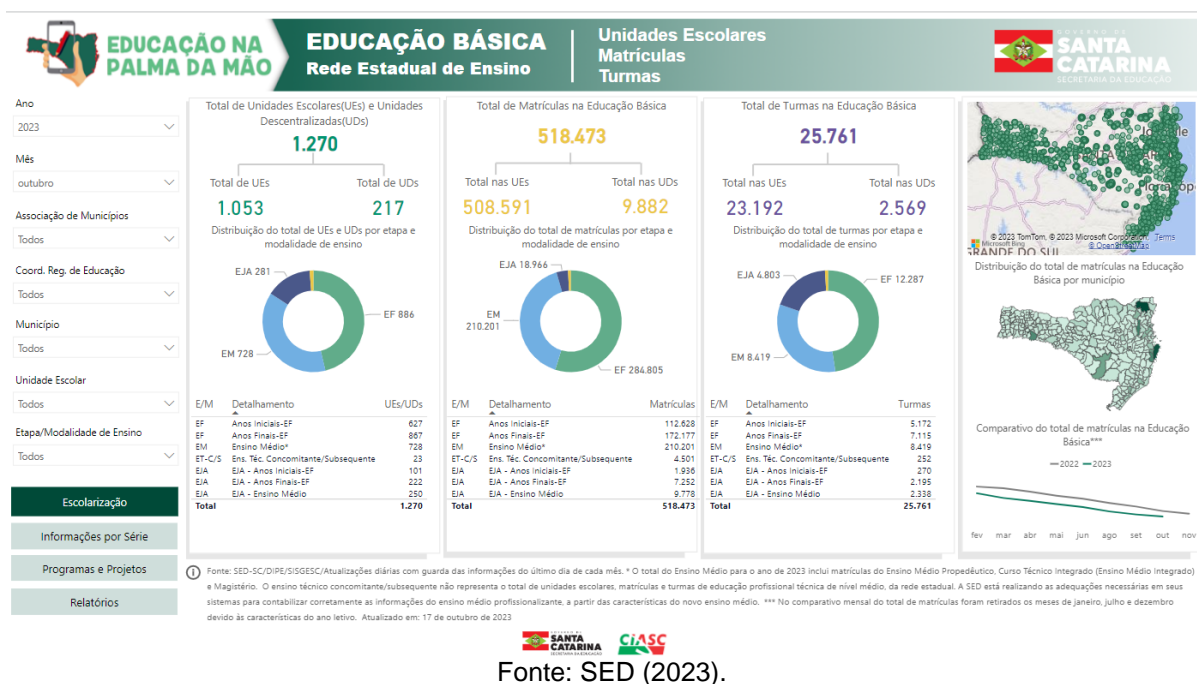 EDUCAÇÃO NA
PALMA DA MÃO
EDUCAÇÃO BÁSICA
Rede Estadual de Ensino
Unidades Escolares
Matrículas
Turmas
GOVERNO DE
SANTA
CATARINA
SECRETARIA DA EDUCAÇÃO
Ano
2023
Mês
outubro
Associação de Municípios
Todos
Coord. Reg. de Educação
Todos
Município
Todos
Unidade Escolar
Todos
Etapa/Modalidade de Ensino
Todos
Escolarização
Informações por Série
Programas e Projetos
Relatórios
Total de Unidades Escolares(UEs) e Unidades
Descentralizadas(UDs)
1.270
Total de UEs
Total de UDs
1.053
217
Distribuição do total de UEs e UDs por etapa e
modalidade de ensino
EJA 281
EF 886
EM 728
E/M Detalhamento UEs/UDs
EF Anos Iniciais-EF 627
EF Anos Finais-EF 867
EM Ensino Médio* 728
ET-C/S Ens. Téc. Concomitante/Subsequente 23
EJA EJA - Anos Iniciais-EF 101
EJA EJA - Anos Finais-EF 222
EJA EJA - Ensino Médio 250
Total 1.270
Total de Matrículas na Educação Básica
518.473
Total nas UEs
Total nas UDs
508.591
9.882
Distribuição do total de matrículas por etapa e
modalidade de ensino
EJA 18.966
EM
210.201
EF 284.805
E/M Detalhamento Matrículas
EF Anos Iniciais-EF 112.628
EF Anos Finais-EF 172.177
EM Ensino Médio* 210.201
ET-C/S Ens. Téc. Concomitante/Subsequente 4.501
EJA EJA - Anos Iniciais-EF 1.936
EJA EJA - Anos Finais-EF 7.252
EJA EJA - Ensino Médio 9.778
Total 518.473
Total de Turmas na Educação Básica
25.761
Total nas UEs
Total nas UDs
23.192
2.569
Distribuição do total de turmas por etapa e
modalidade de ensino
EJA 4.803
EF 12.287
EM 8.419
E/M Detalhamento Turmas
EF Anos Iniciais-EF 5.172
EF Anos Finais-EF 7.115
EM Ensino Médio* 8.419
ET-C/S Ens. Téc. Concomitante/Subsequente 252
EJA EJA - Anos Iniciais-EF 270
EJA EJA - Anos Finais-EF 2.195
EJA EJA - Ensino Médio 2.338
Total 25.761
© 2023 TomTom, © 2023 Microsoft Corporation, Terms
Microsoft Bing
© OpenStreetMap
RANDE DO SUL
Distribuição do total de matrículas na Educação
Básica por município
Comparativo do total de matrículas na Educação
Básica***
2022 2023
fev mar abr mai jun ago set out nov
Fonte: SED-SC/DIPE/SISGESC/Atualizações diárias com guarda das informações do último dia de cada mês. * O total do Ensino Médio para o ano de 2023 inclui matrículas do Ensino Médio Propedêutico, Curso Técnico Integrado (Ensino Médio Integrado)
e Magistério. O ensino técnico concomitante/subsequente não representa o total de unidades escolares, matrículas e turmas de educação profissional técnica de nível médio, da rede estadual. A SED está realizando as adequações necessárias em seus
sistemas para contabilizar corretamente as informações do ensino médio profissionalizante, a partir das características do novo ensino médio. *** No comparativo mensal do total de matrículas foram retirados os meses de janeiro, julho e dezembro
devido às características do ano letivo. Atualizado em: 17 de outubro de 2023
SANTA
CATARINA
CiASC
Fonte: SED (2023).